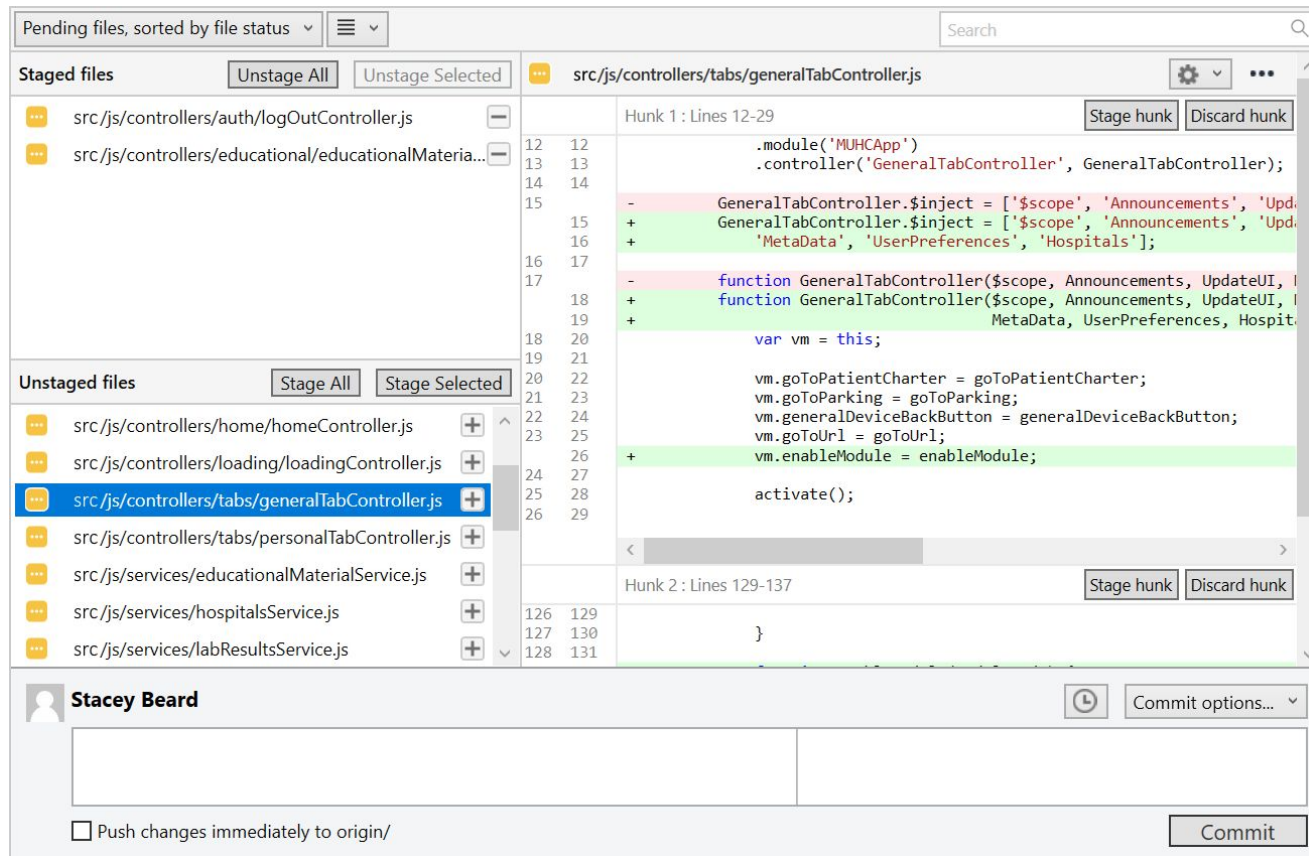 Pending files, sorted by file status
Search
Staged files
Unstage All
Unstage Selected
src/js/controllers/auth/logOutController.js
src/js/controllers/educational/educationalMateria...
Unstaged files
Stage All
Stage Selected
src/js/controllers/home/homeController.js
src/js/controllers/loading/loadingController.js
src/js/controllers/tabs/generalTabController.js
src/js/controllers/tabs/personalTabController.js
src/js/services/educationalMaterialService.js
src/js/services/hospitalsService.js
src/js/services/labResultsService.js
src/js/controllers/tabs/generalTabController.js
Hunk 1 : Lines 12-29
Stage hunk
Discard hunk
12 12 .module('MUHCApp')
13 13 .controller('GeneralTabController', GeneralTabController);
14 14
15 - GeneralTabController.$inject = ['$scope', 'Announcements', 'Upd
15 + GeneralTabController.$inject = ['$scope', 'Announcements', 'Upd
16 + 'MetaData', 'UserPreferences', 'Hospitals'];
16 17
17 - function GeneralTabController($scope, Announcements, UpdateUI,
18 + function GeneralTabController($scope, Announcements, UpdateUI,
19 + MetaData, UserPreferences, Hospit
18 20 var vm = this;
19 21
20 22 vm.goToPatientCharter = goToPatientCharter;
21 23 vm.goToParking = goToParking;
22 24 vm.generalDeviceBackButton = generalDeviceBackButton;
23 25 vm.goToUrl = goToUrl;
26 + vm.enableModule = enableModule;
24 27
25 28 activate();
26 29
Hunk 2 : Lines 129-137
Stage hunk
Discard hunk
126 129
127 130 }
128 131
Stacey Beard
Commit options...
Push changes immediately to origin/
Commit